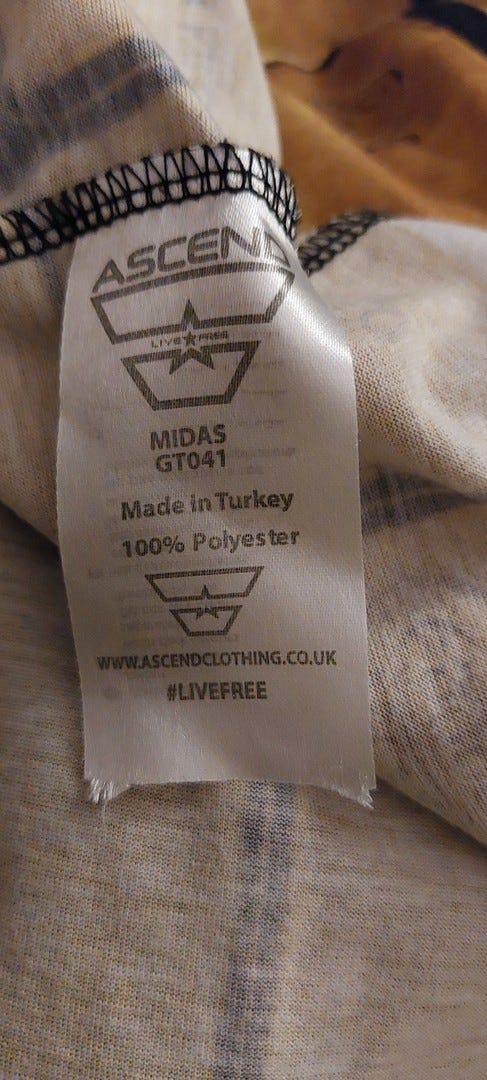 ASCEND
LIVE FREE
MIDAS
GT041
Made in Turkey
100% Polyester
WWW.ASCENDCLOTHING.CO.UK
#LIVEFREE